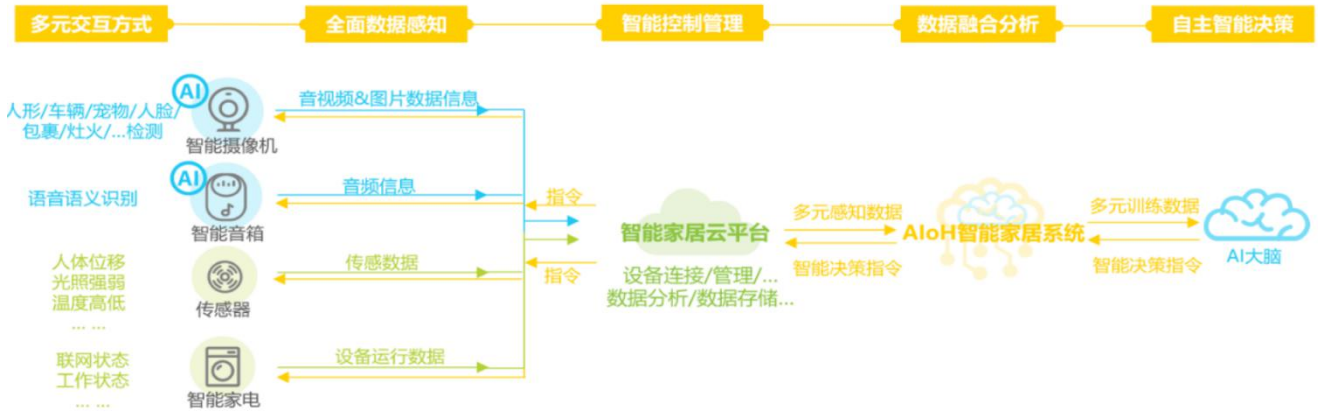 多元交互方式
全面数据感知
智能控制管理
数据融合分析
自主智能决策
人形/车辆/宠物/人脸/
包裹/灶火/...检测
AI
智能摄像机
音视频&图片数据信息
语音语义识别
AI
智能音箱
音频信息
人体位移
光照强弱
温度高低
... ...
传感器
传感数据
联网状态
工作状态
... ...
智能家电
设备运行数据
指令
指令
智能家居云平台
设备连接/管理/...
数据分析/数据存储...
多元感知数据
智能决策指令
AIoH智能家居系统
多元训练数据
智能决策指令
AI大脑